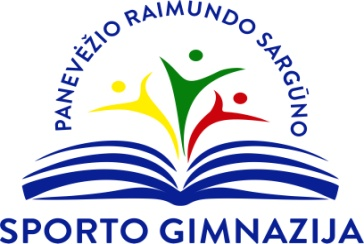 PANEVĖŽIO RAIMUNDO SARGŪNO
SPORTO GIMNAZIJA